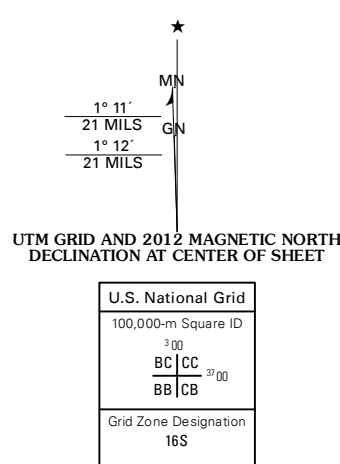 ★
MN
1° 11´
21 MILS
GN
1° 12´
21 MILS
UTM GRID AND 2012 MAGNETIC NORTH
DECLINATION AT CENTER OF SHEET
U.S. National Grid
100,000-m Square ID
³00
BC CC
³⁷00
BB CB
Grid Zone Designation
16S